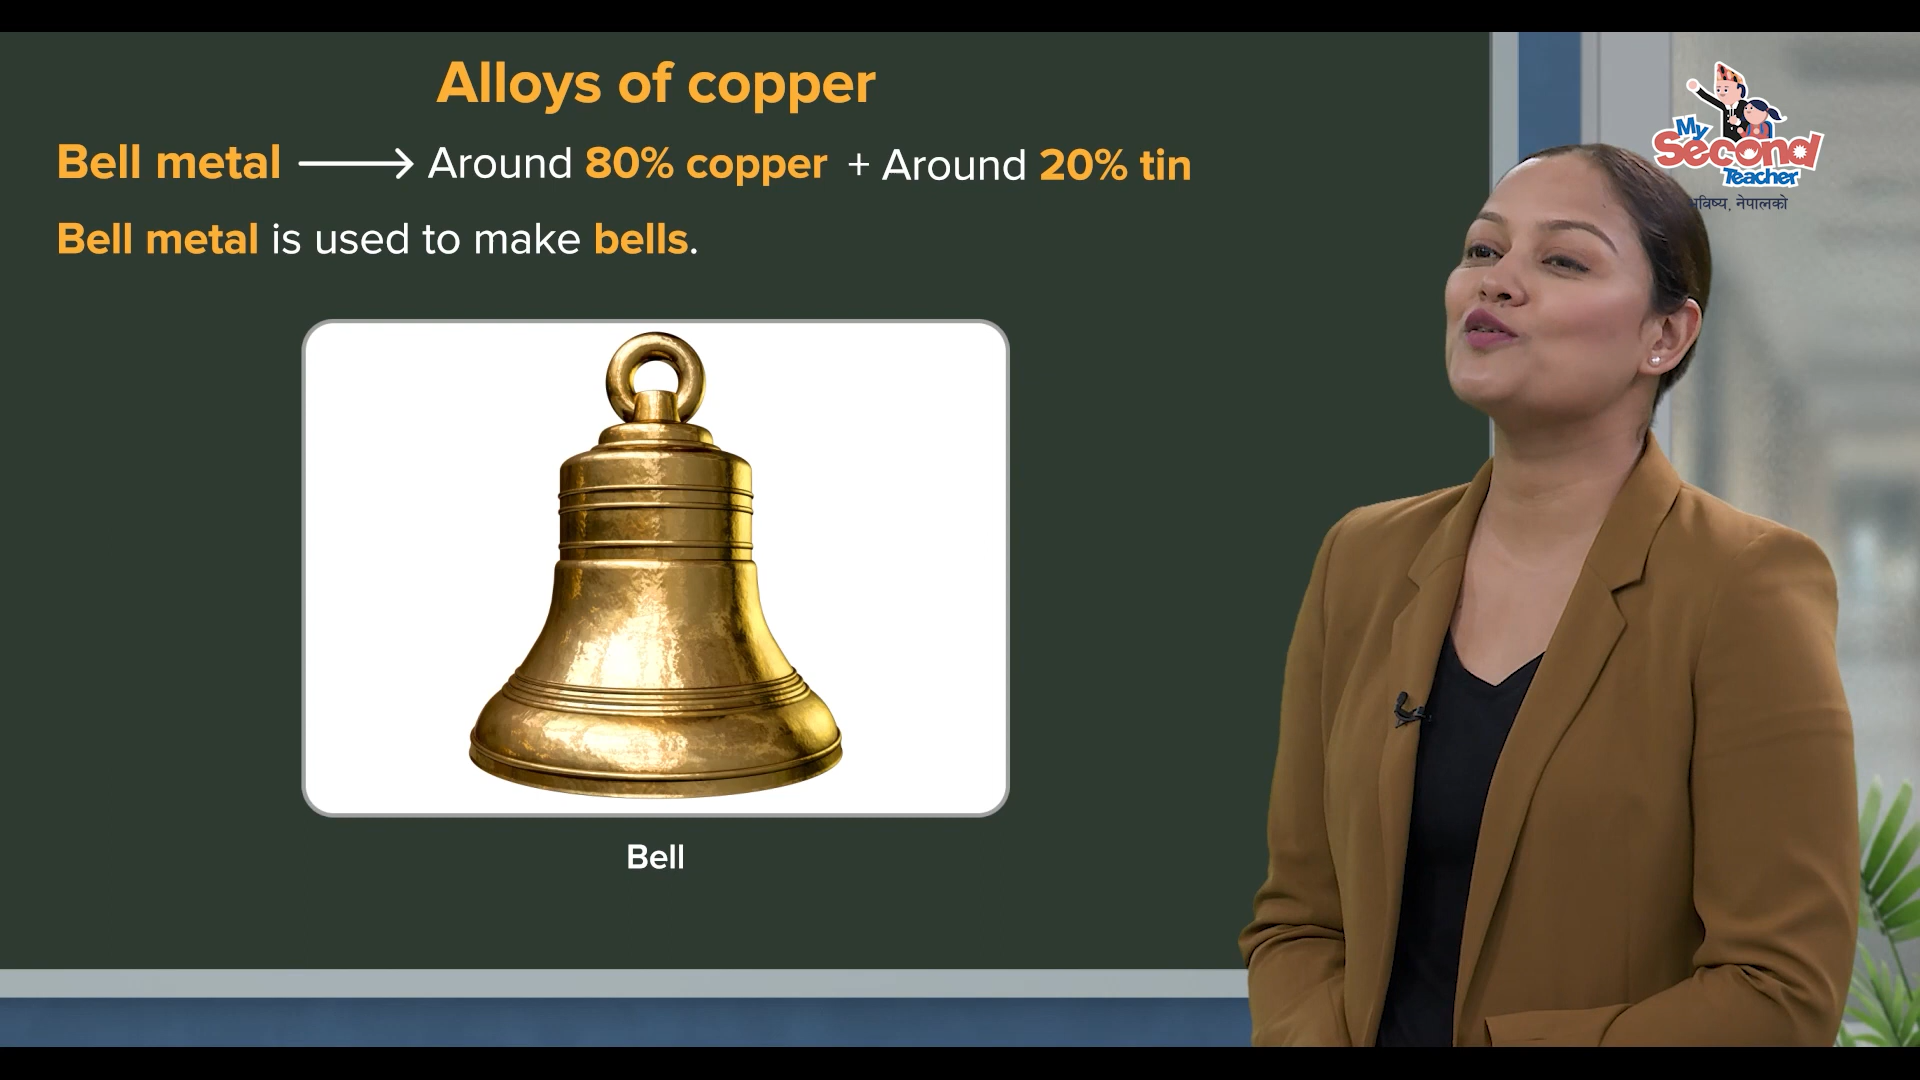 Alloys of copper
Bell metal → Around 80% copper + Around 20% tin
Bell metal is used to make bells.
Bell
My
Second
Teacher
नेपालको